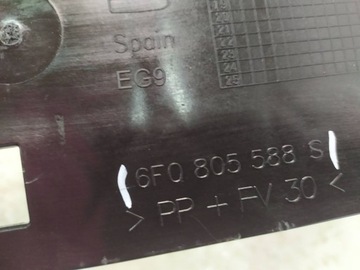 Spain
EG9
6F0 805 588 S
> PP + FV 30 <